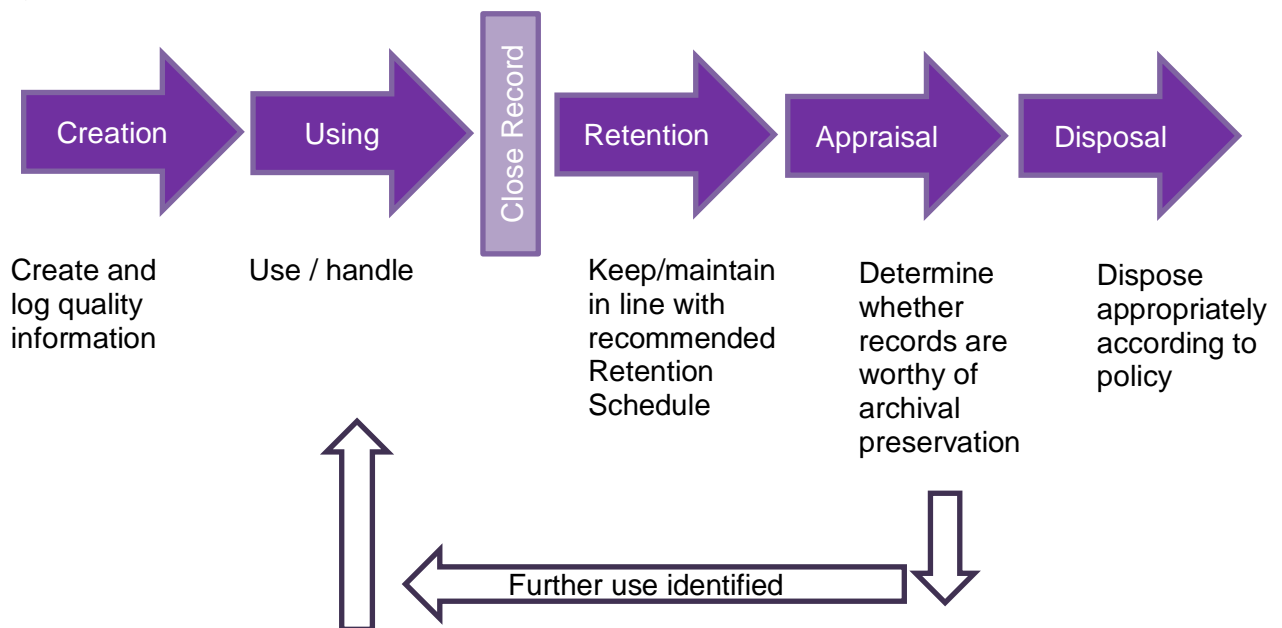 Creation
Using
Close Record
Retention
Appraisal
Disposal
Create and
log quality
information
Use / handle
Keep/maintain
in line with
recommended
Retention
Schedule
Determine
whether
records are
worthy of
archival
preservation
Dispose
appropriately
according to
policy
Further use identified